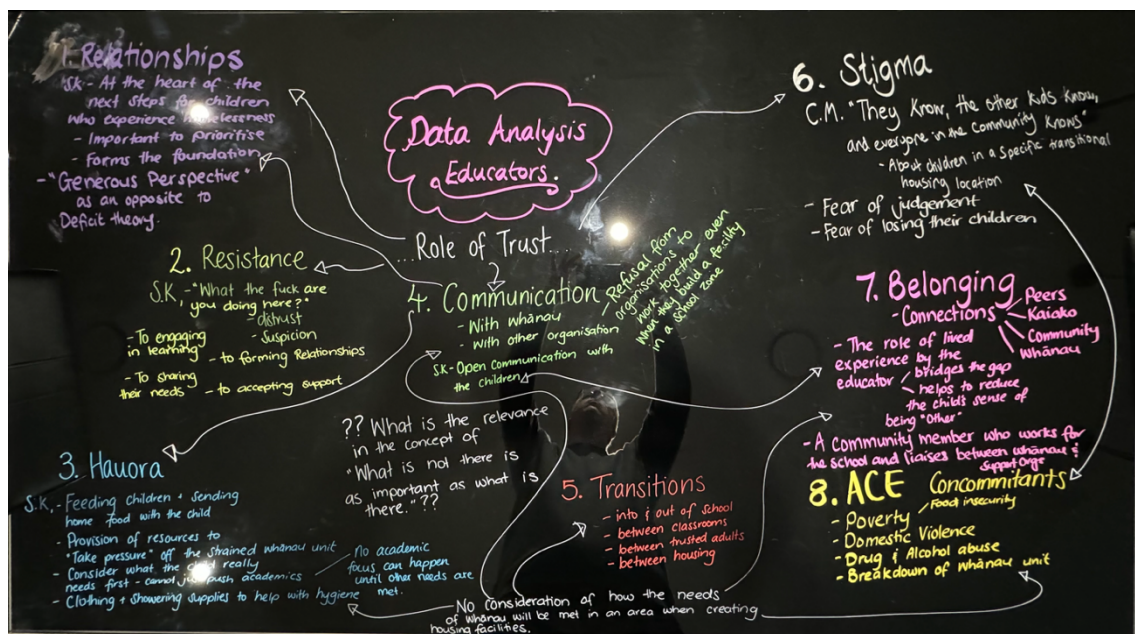 1. Relationships
S.K.- At the heart of the
next steps for children
who experience homelessness
- Important to prioritise
- Forms the foundation
- "Generous Perspective"
as an opposite to
Deficit theory.
Data Analysis
Educators.
...Role of Trust...
2. Resistance
S.K. - "What the fuck are
you doing here?"
- distrust
- suspicion
- To engaging
in learning
- to forming Relationships
- To sharing
their needs
- to accepting support
3. Hauora
S.K. - Feeding children + sending
home food with the child
- Provision of resources to
"Take pressure" off the strained whānau unit
- Consider what the child really
needs first - cannot just push academics
No academic
focus can happen
until other needs are
met.
- Clothing + showering supplies to help with hygiene
4. Communication
- With whānau
- With other organisation
Refusal from
organisations to
work together even
when they build a facility
in a school zone
S.K - Open communication with
the children
?? What is the relevance
in the concept of
"What is not there is
as important as what is
there." ??
5. Transitions
- into & out of school
- between classrooms
- between trusted adults
- between housing
No consideration of how the needs
of whānau will be met in an area when creating
housing facilities.
6. Stigma
C.M. "They know, the other kids know,
and everyone in the community knows"
- About children in a specific transitional
housing location
- Fear of judgement
- Fear of losing their children
7. Belonging
- Connections
Peers
Kaiako
Community
Whānau
- The role of lived
experience by the
educator
bridges the gap
helps to reduce
the child's sense of
being "other"
- A community member who works for
the school and liaises between whānau &
support orgs
8. ACE Concommitants
- Poverty
Food insecurity
- Domestic Violence
- Drug & Alcohol abuse
- Breakdown of whānau unit